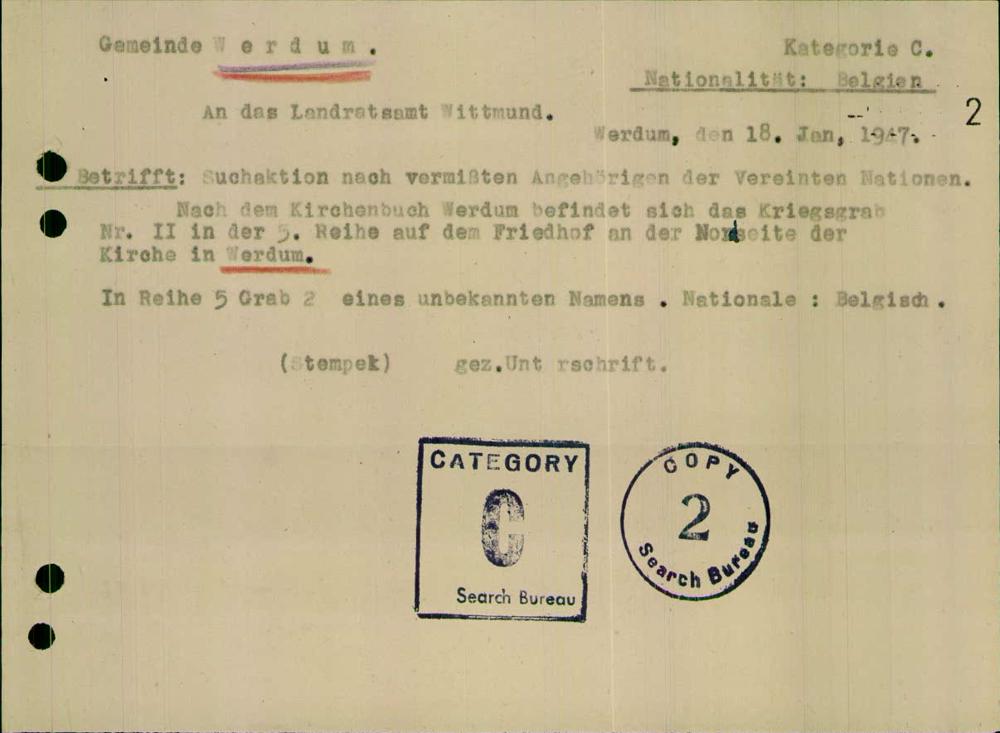 Gemeinde W e r d u m .
Kategorie C.
Nationalität: Belgien
An das Landratsamt Wittmund.
2
Werdum, den 18. Jan, 1947.
Betrifft: Suchaktion nach vermißten Angehörigen der Vereinten Nationen.
Nach dem Kirchenbuch Werdum befindet sich das Kriegsgrab
Nr. II in der 5. Reihe auf dem Friedhof an der Nordseite der
Kirche in Werdum.
In Reihe 5 Grab 2 eines unbekannten Namens . Nationale : Belgisch .
(Stempek) gez.Unt rschrift.
CATEGORY
C
Search Bureau
COPY
2
Search Bureau